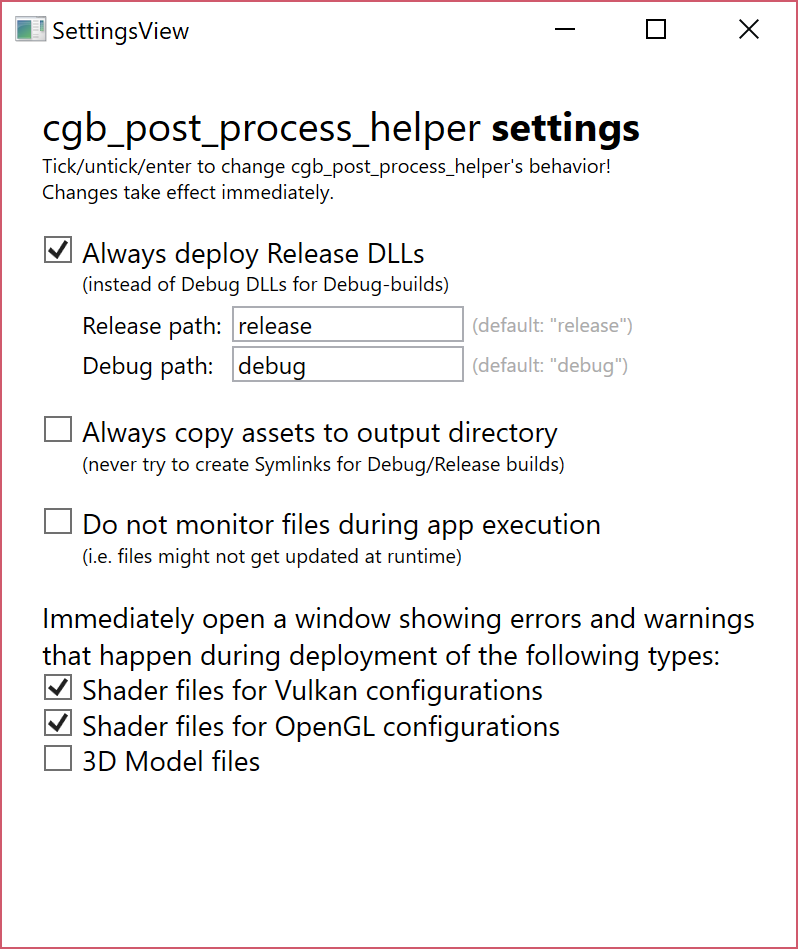 SettingsView
cgb_post_process_helper settings
Tick/untick/enter to change cgb_post_process_helper's behavior!
Changes take effect immediately.
Always deploy Release DLLs
(instead of Debug DLLs for Debug-builds)
Release path: release (default: "release")
Debug path: debug (default: "debug")
Always copy assets to output directory
(never try to create Symlinks for Debug/Release builds)
Do not monitor files during app execution
(i.e. files might not get updated at runtime)
Immediately open a window showing errors and warnings
that happen during deployment of the following types:
Shader files for Vulkan configurations
Shader files for OpenGL configurations
3D Model files